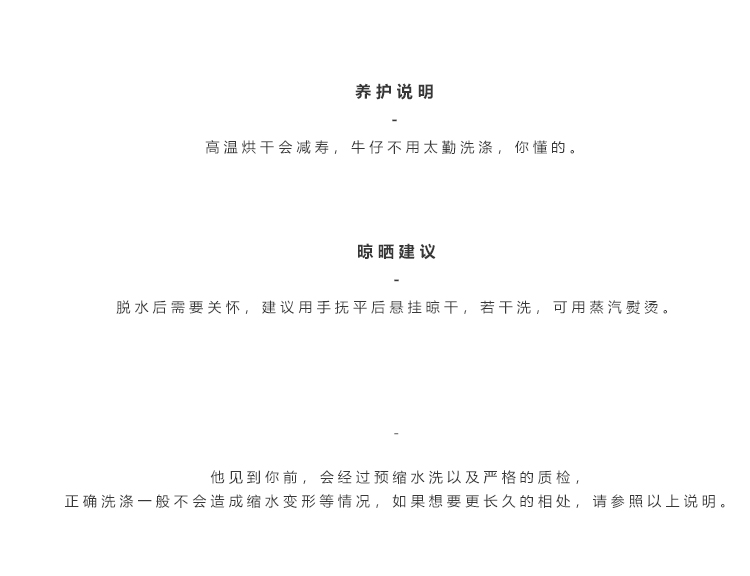 养护说明
-
高温烘干会减寿，牛仔不用太勤洗涤，你懂的。
晾晒建议
-
脱水后需要关怀，建议用手抚平后悬挂晾干，若干洗，可用蒸汽熨烫。
-
他见到你前，会经过预缩水洗以及严格的质检，
正确洗涤一般不会造成缩水变形等情况，如果想要更长久的相处，请参照以上说明。